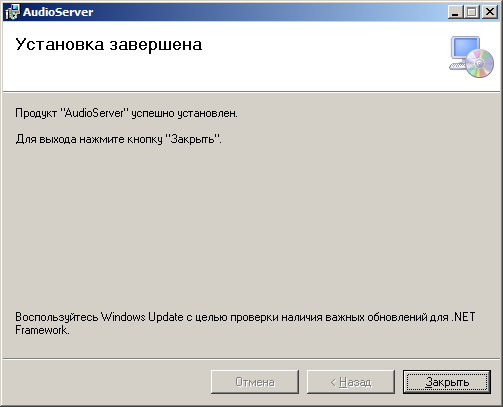 AudioServer
Установка завершена
Продукт "AudioServer" успешно установлен.
Для выхода нажмите кнопку "Закрыть".
Воспользуйтесь Windows Update с целью проверки наличия важных обновлений для .NET
Framework.
Отмена
< Назад
Закрыть